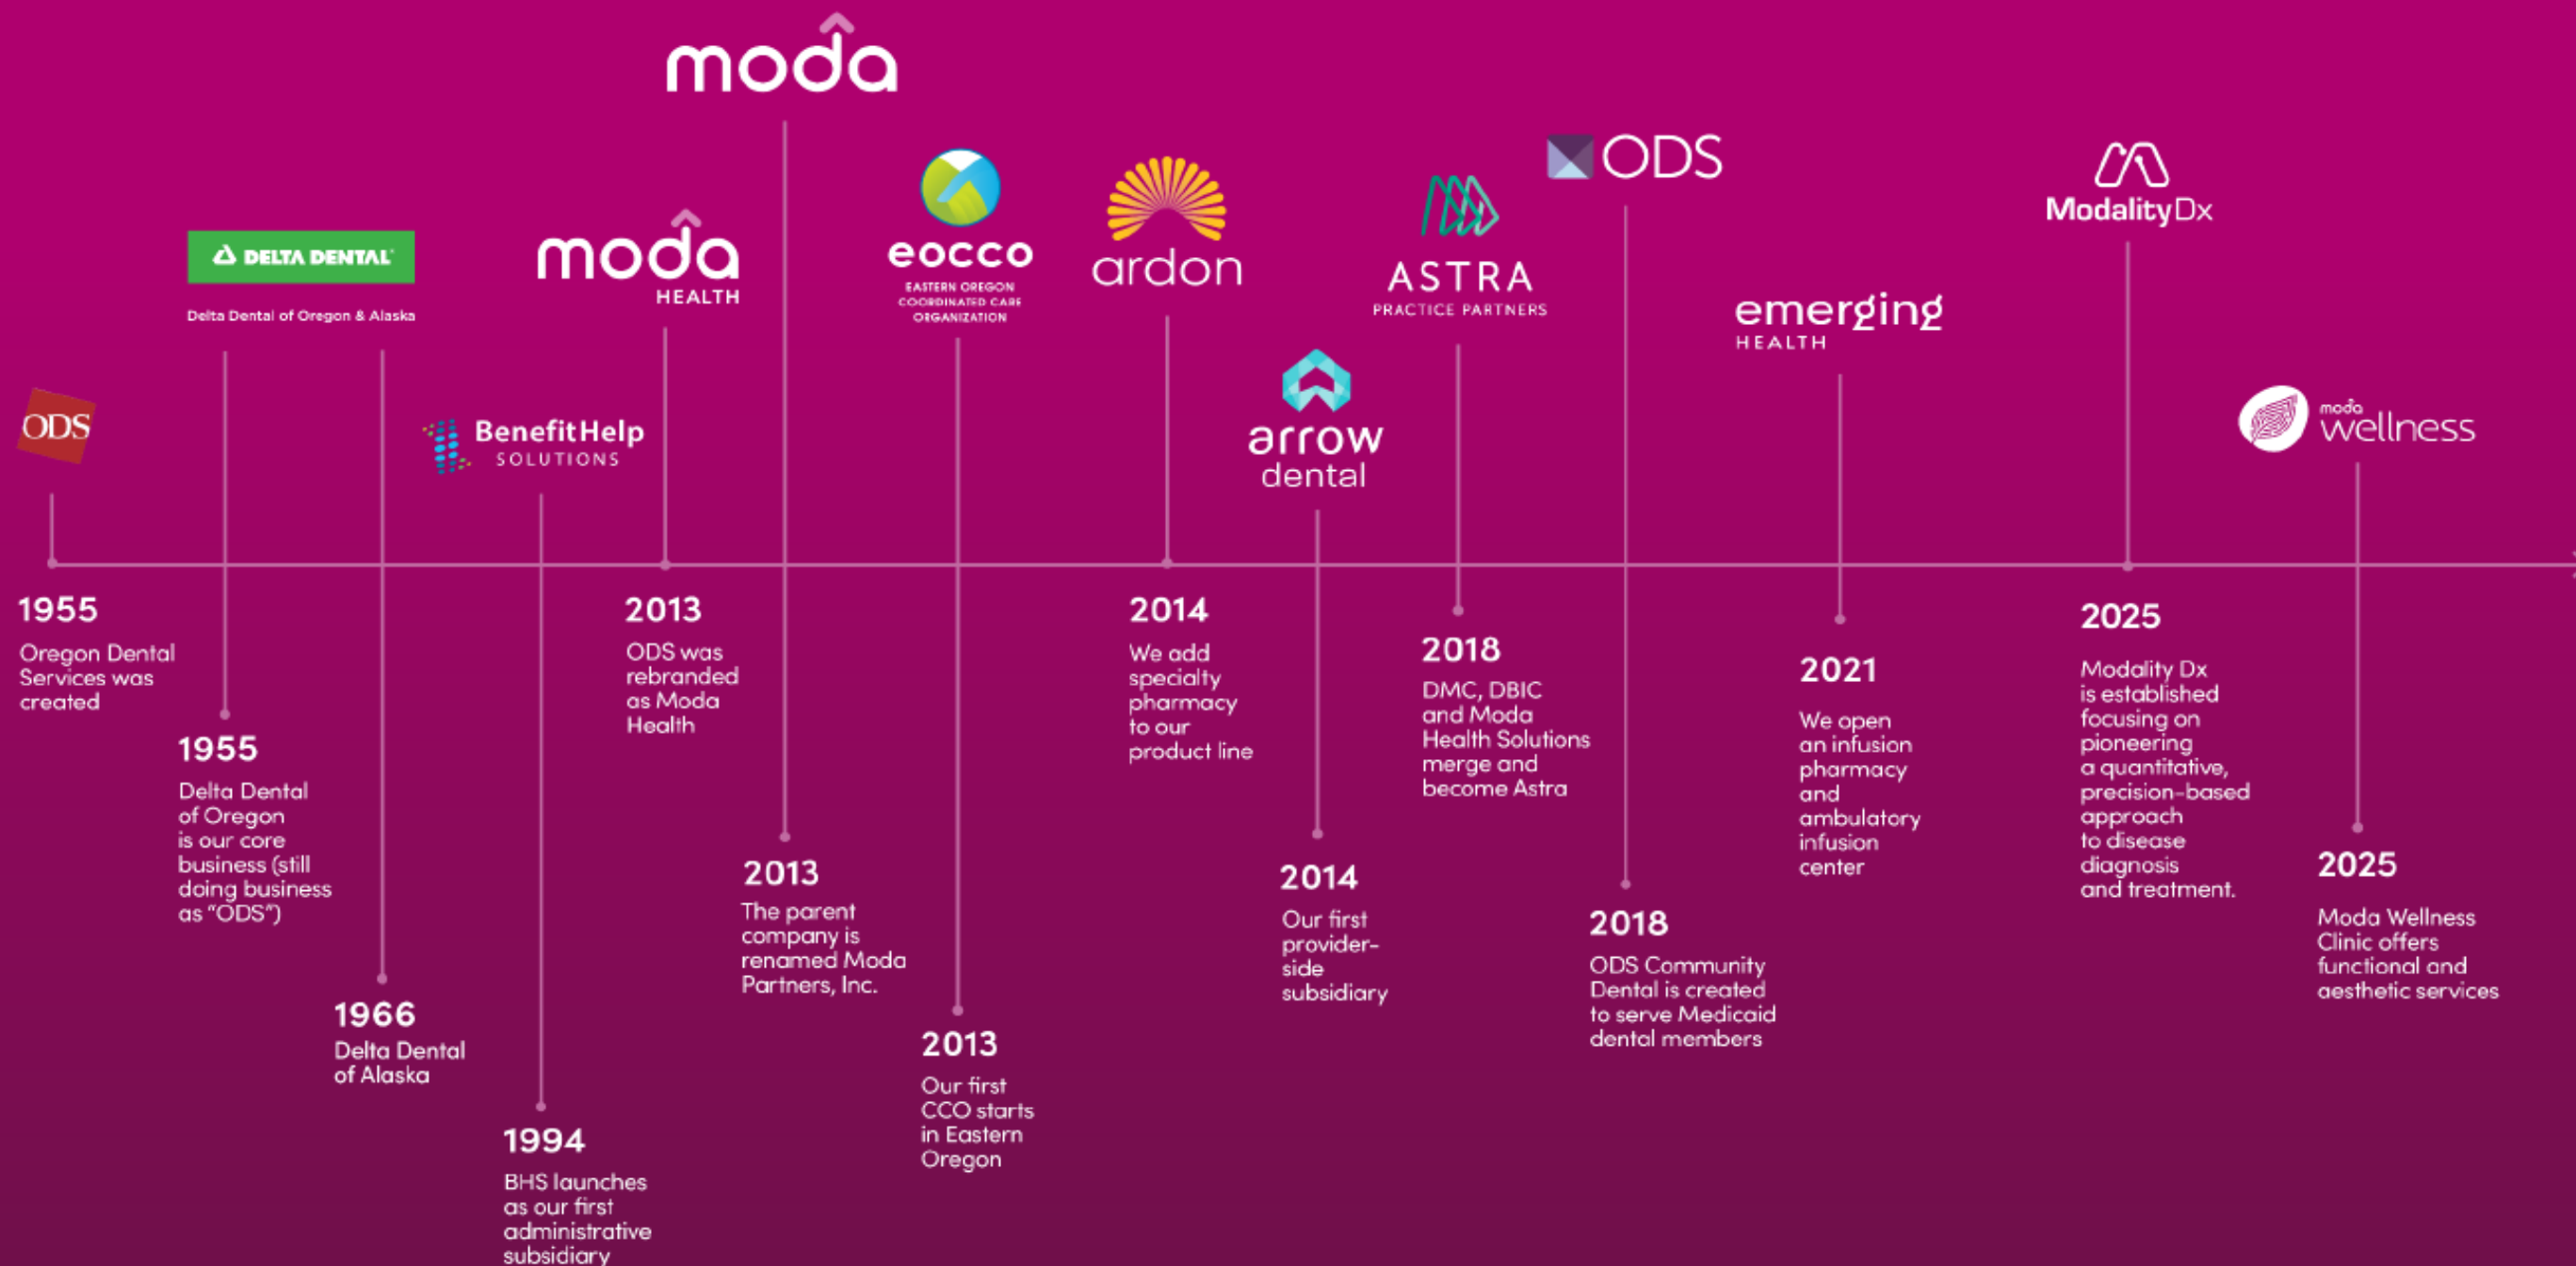 moda
DELTA DENTAL
Delta Dental of Oregon & Alaska
ODS
BenefitHelp
SOLUTIONS
moda
HEALTH
eocco
EASTERN OREGON
COORDINATED CARE
ORGANIZATION
ardon
arrow
dental
ASTRA
PRACTICE PARTNERS
ODS
emerging
HEALTH
ModalityDx
moda
wellness
1955
Oregon Dental
Services was
created
1955
Delta Dental
of Oregon
is our core
business (still
doing business
as "ODS")
1966
Delta Dental
of Alaska
1994
BHS launches
as our first
administrative
subsidiary
2013
ODS was
rebranded
as Moda
Health
2013
The parent
company is
renamed Moda
Partners, Inc.
2013
Our first
CCO starts
in Eastern
Oregon
2014
We add
specialty
pharmacy
to our
product line
2014
Our first
provider-
side
subsidiary
2018
DMC, DBIC
and Moda
Health Solutions
merge and
become Astra
2018
ODS Community
Dental is created
to serve Medicaid
dental members
2021
We open
an infusion
pharmacy
and
ambulatory
infusion
center
2025
Modality Dx
is established
focusing on
pioneering
a quantitative,
precision-based
approach
to disease
diagnosis
and treatment.
2025
Moda Wellness
Clinic offers
functional and
aesthetic services